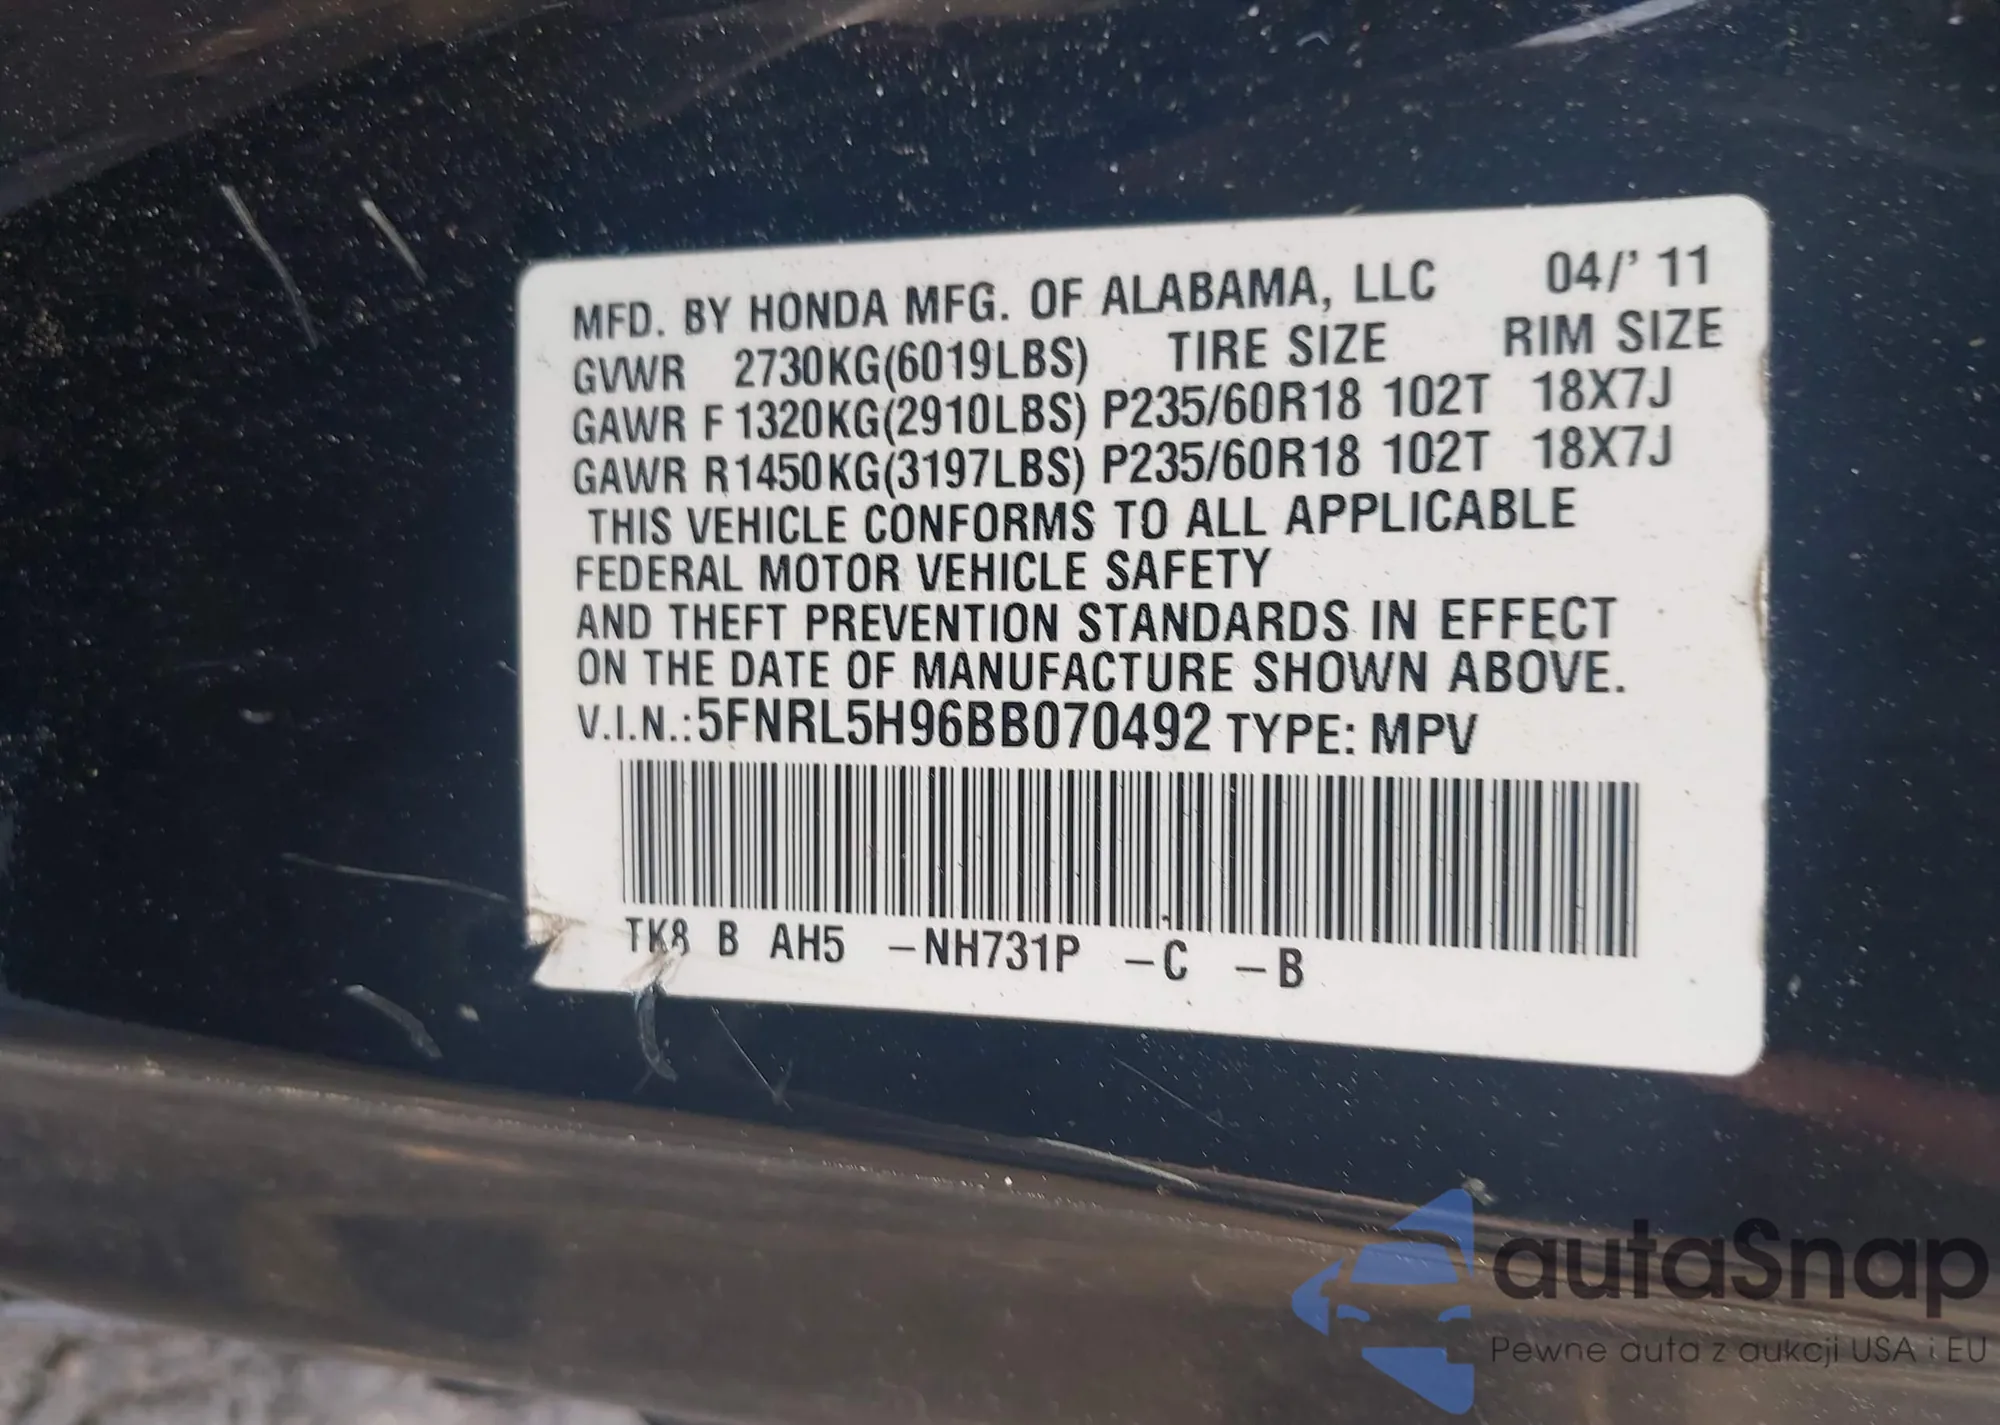 MFD. BY HONDA MFG. OF ALABAMA, LLC 04/' 11
GVWR 2730KG(6019LBS) TIRE SIZE RIM SIZE
GAWR F 1320KG(2910LBS) P235/60R18 102T 18X7J
GAWR R1450KG(3197LBS) P235/60R18 102T 18X7J
THIS VEHICLE CONFORMS TO ALL APPLICABLE
FEDERAL MOTOR VEHICLE SAFETY
AND THEFT PREVENTION STANDARDS IN EFFECT
ON THE DATE OF MANUFACTURE SHOWN ABOVE.
V.I.N.:5FNRL5H96BB070492 TYPE: MPV
TK8 B AH5 –NH731P –C –B
autaSnap
Pewne auta z aukcji USA i EU